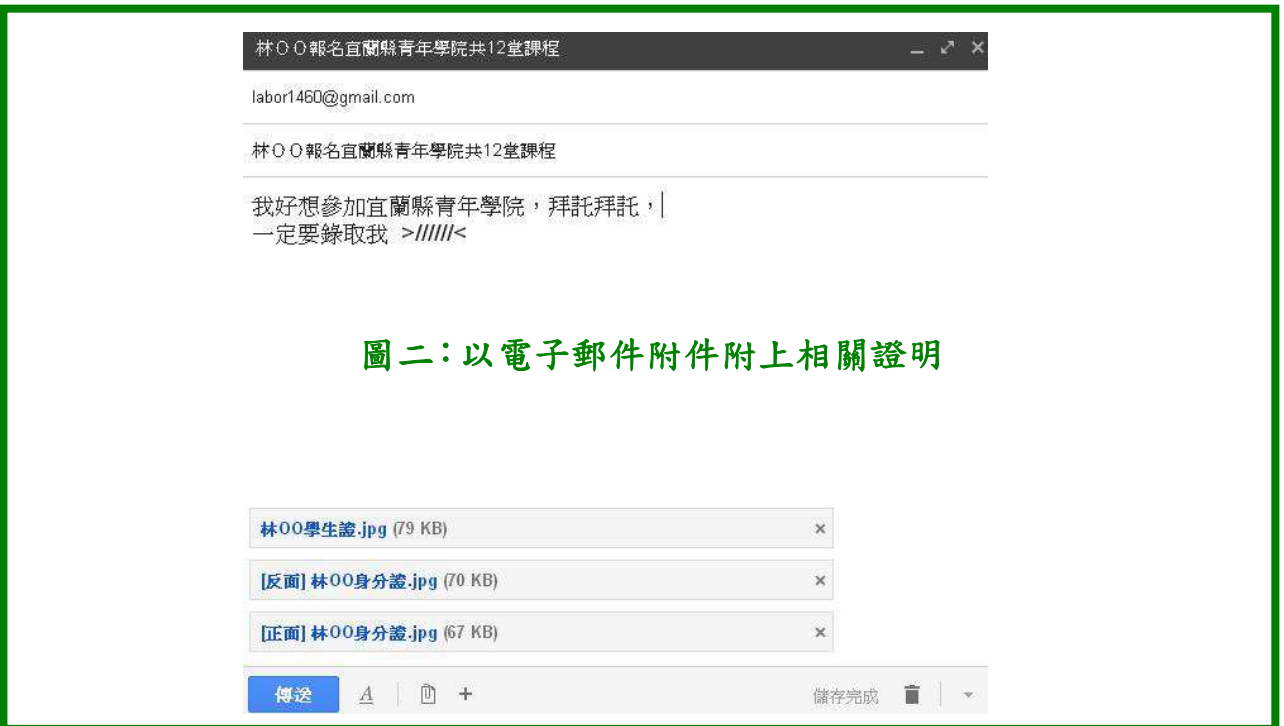 林○○報名宜蘭縣青年學院共12堂課程
labor1460@gmail.com
林○○報名宜蘭縣青年學院共12堂課程
我好想參加宜蘭縣青年學院，拜託拜託，
一定要錄取我 >//////<
圖二：以電子郵件附件附上相關證明
林OO學生證.jpg (79 KB)
[反面] 林OO身分證.jpg (70 KB)
[正面] 林OO身分證.jpg (67 KB)
傳送 A 儲存完成